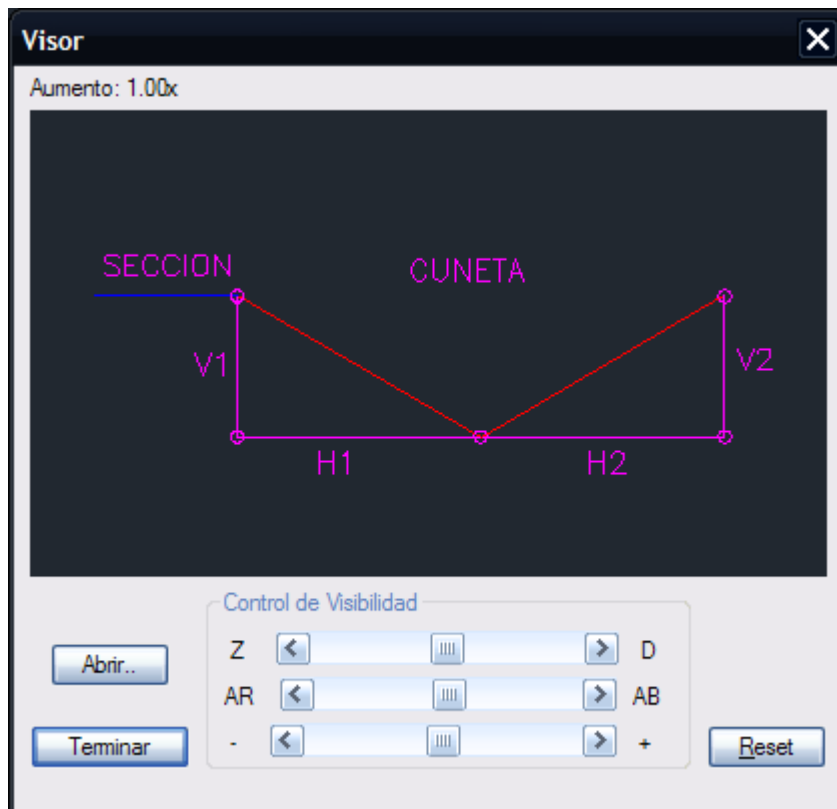 Visor
Aumento: 1.00x
SECCION CUNETA
V1 V2
H1 H2
Control de Visibilidad
Z D
Abrir..
AR AB
Terminar - + Reset